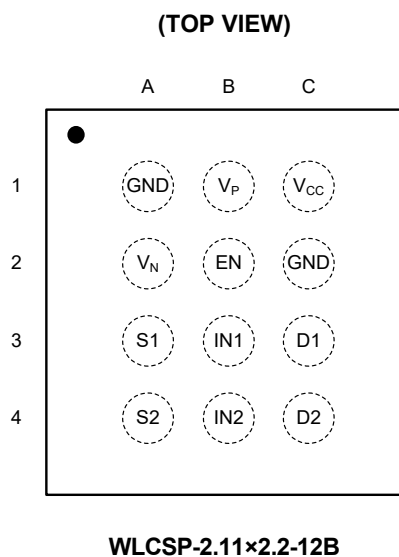 (TOP VIEW)
A B C
1 GND VP VCC
2 VN EN GND
3 S1 IN1 D1
4 S2 IN2 D2
WLCSP-2.11×2.2-12B